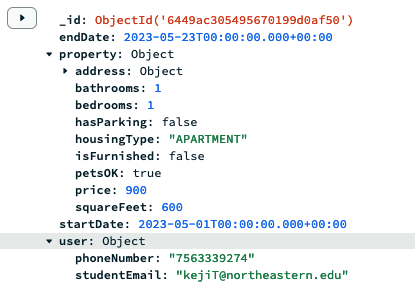 _id: ObjectId('6449ac305495670199d0af50')
endDate: 2023-05-23T00:00:00.000+00:00
property: Object
address: Object
bathrooms: 1
bedrooms: 1
hasParking: false
housingType: "APARTMENT"
isFurnished: false
petsOK: true
price: 900
squareFeet: 600
startDate: 2023-05-01T00:00:00.000+00:00
user: Object
phoneNumber: "7563339274"
studentEmail: "kejiT@northeastern.edu"